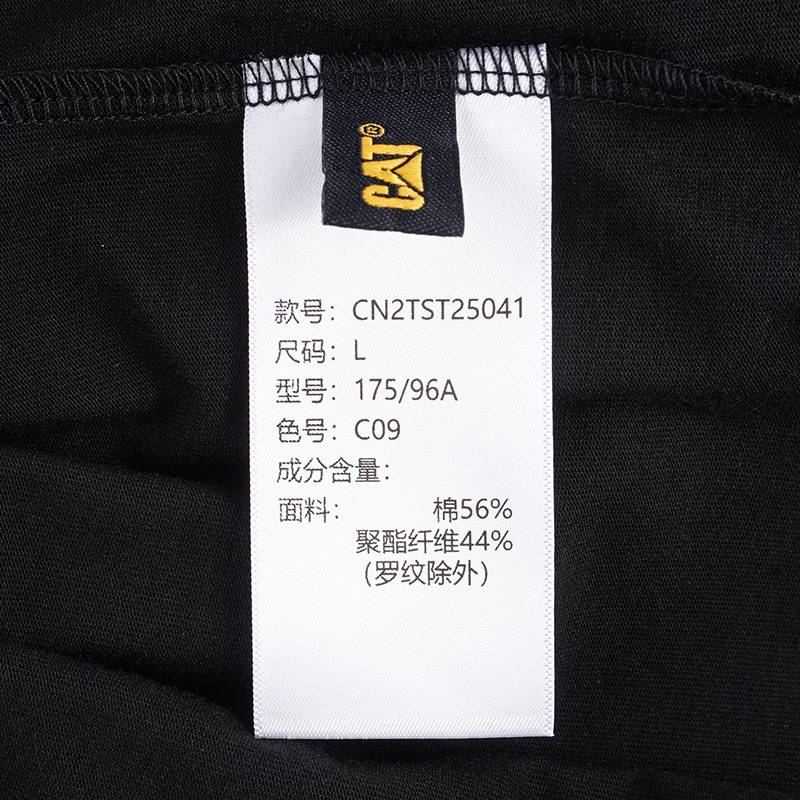 CAT®
款号：CN2TST25041
尺码：L
型号：175/96A
色号：C09
成分含量：
面料： 棉56%
聚酯纤维44%
（罗纹除外）